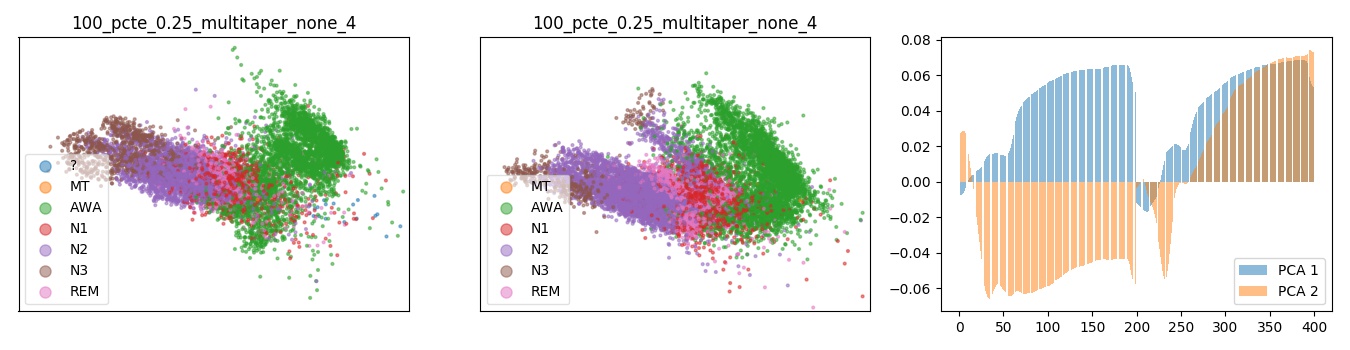 100_pcte_0.25_multitaper_none_4
?
MT
AWA
N1
N2
N3
REM
100_pcte_0.25_multitaper_none_4
MT
AWA
N1
N2
N3
REM
0.08
0.06
0.04
0.02
0.00
−0.02
−0.04
−0.06
PCA 1
PCA 2
0 50 100 150 200 250 300 350 400